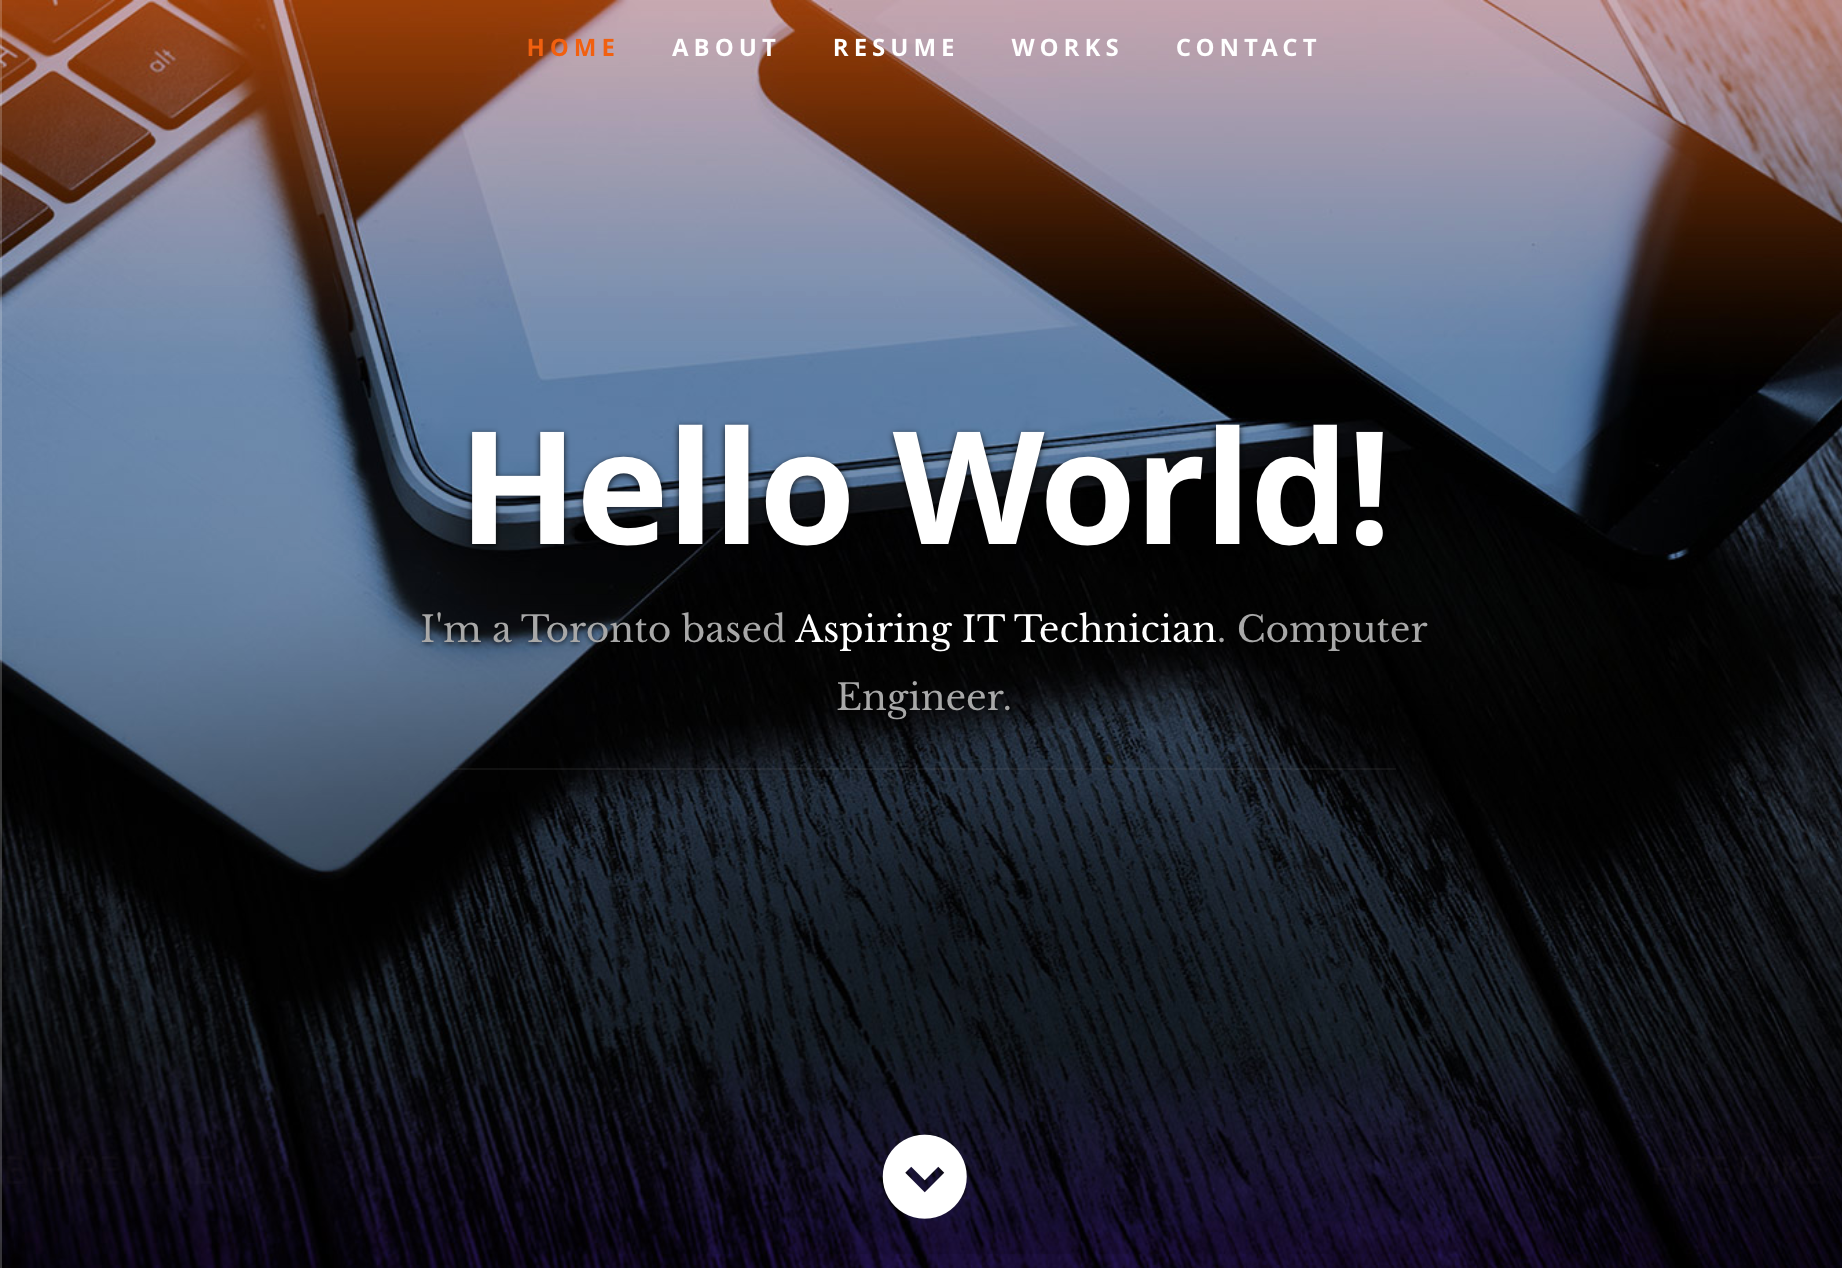 HOME ABOUT RESUME WORKS CONTACT
alt
Hello World!
I'm a Toronto based Aspiring IT Technician. Computer
Engineer.